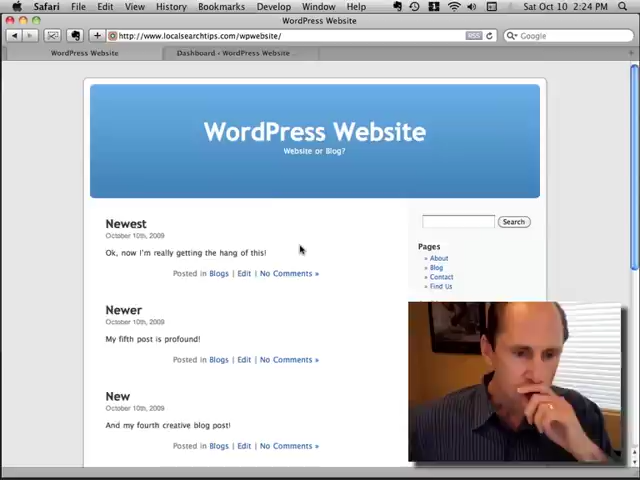 Safari File Edit View History Bookmarks Develop Window Help Sat Oct 10 2:24 PM
WordPress Website
http://www.localsearchtips.com/wpwebsite/ RSS Google
WordPress Website Dashboard ‹ WordPress Website
WordPress Website
Website or Blog?
Newest
October 10th, 2009
Ok, now I'm really getting the hang of this!
Posted in Blogs | Edit | No Comments »
Newer
October 10th, 2009
My fifth post is profound!
Posted in Blogs | Edit | No Comments »
New
October 10th, 2009
And my fourth creative blog post!
Posted in Blogs | Edit | No Comments »
Search
Pages
» About
» Blog
» Contact
» Find Us